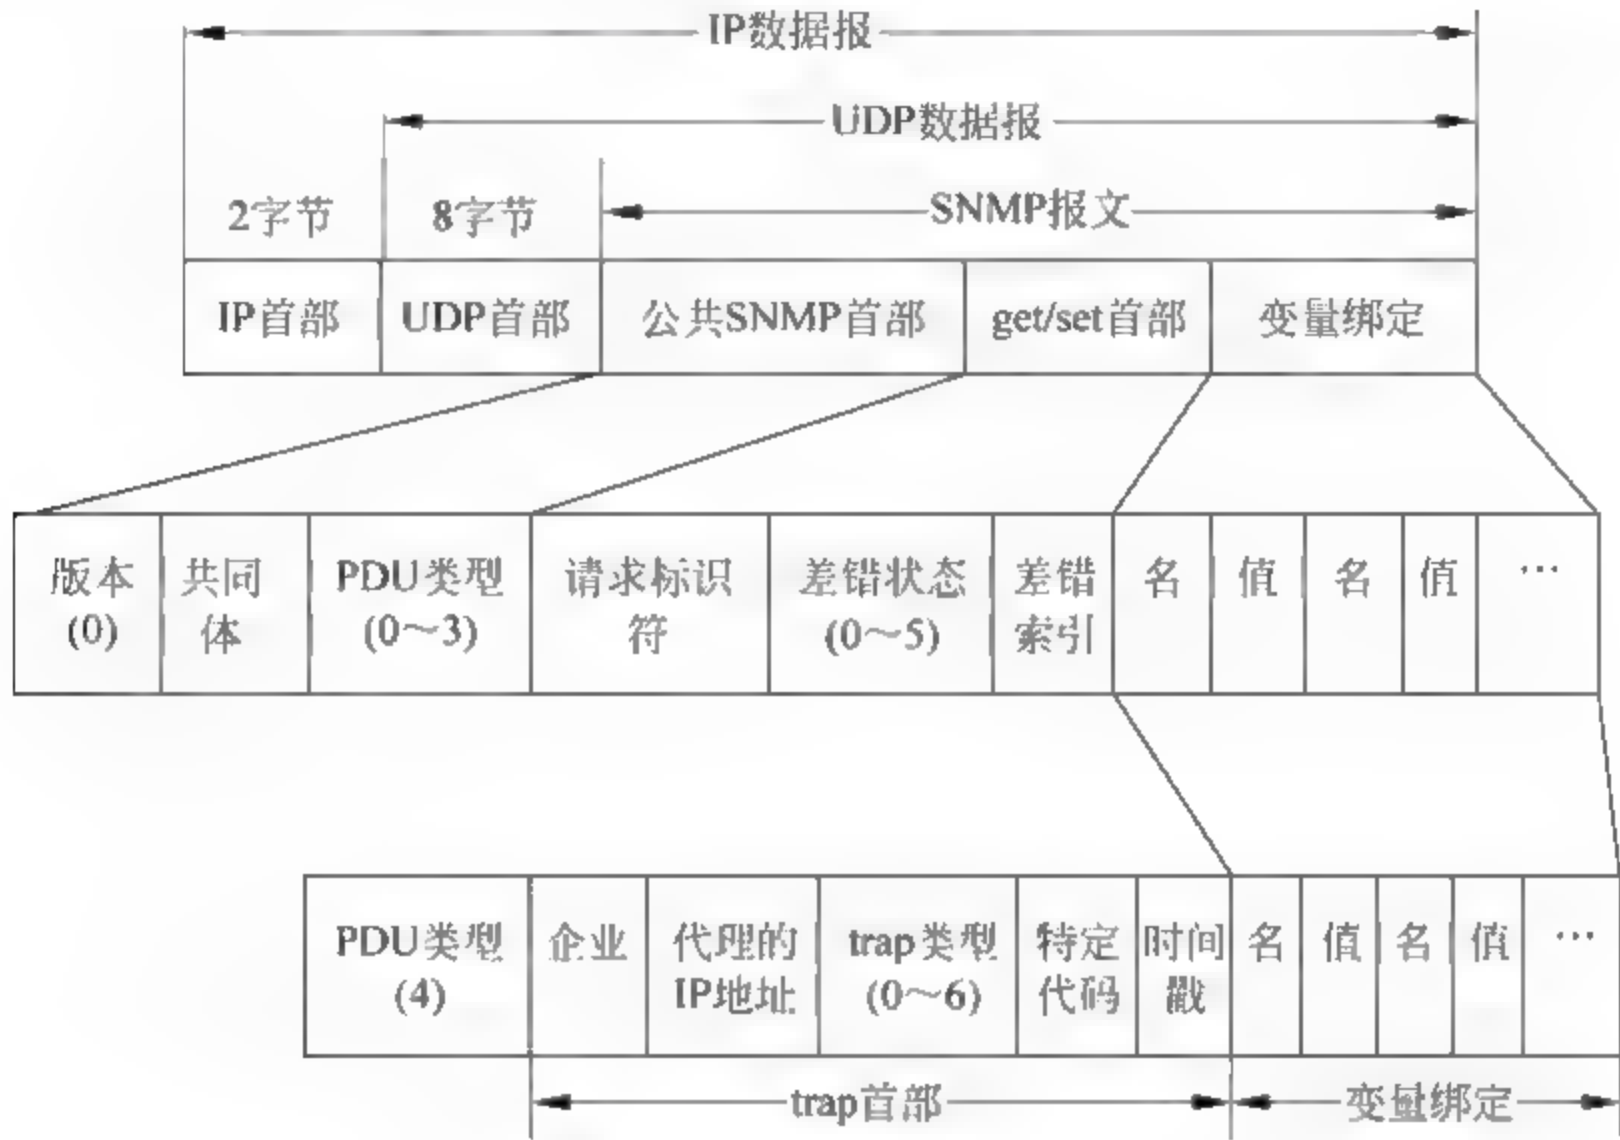 IP数据报
UDP数据报
2字节 8字节 SNMP报文
IP首部 UDP首部 公共SNMP首部 get/set首部 变量绑定
版本 共同 PDU类型 请求标识 差错状态 差错 名 值 名 值 …
(0) 体 (0～3) 符 (0～5) 索引
PDU类型 企业 代理的 trap类型 特定 时间 名 值 名 值 …
(4) IP地址 (0～6) 代码 戳
trap首部 变量绑定